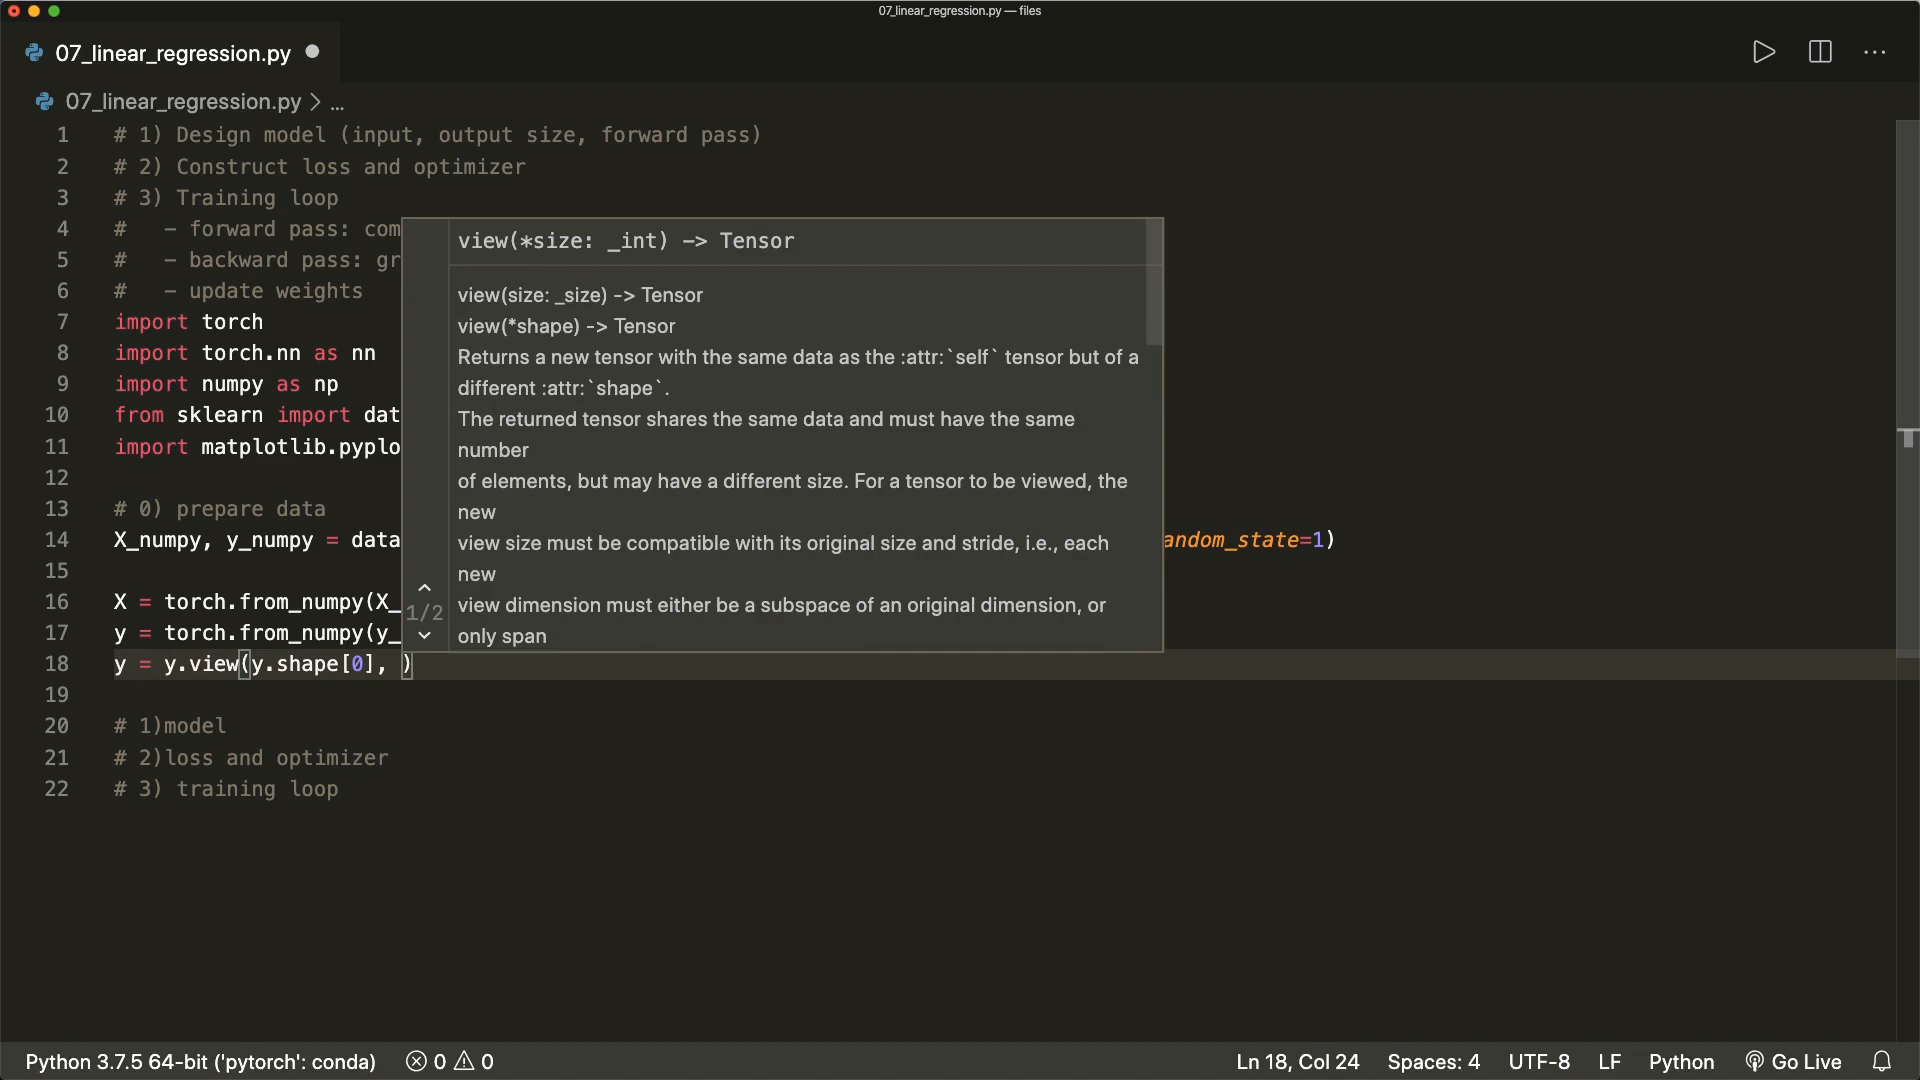 07_linear_regression.py — files
07_linear_regression.py
07_linear_regression.py > ...
1 # 1) Design model (input, output size, forward pass)
2 # 2) Construct loss and optimizer
3 # 3) Training loop
4 #   - forward pass: com
5 #   - backward pass: gr
6 #   - update weights
7 import torch
8 import torch.nn as nn
9 import numpy as np
10 from sklearn import dat
11 import matplotlib.pyplo
12
13 # 0) prepare data
14 X_numpy, y_numpy = data andom_state=1)
15
16 X = torch.from_numpy(X_
17 y = torch.from_numpy(y_
18 y = y.view(y.shape[0], )
19
20 # 1)model
21 # 2)loss and optimizer
22 # 3) training loop
view(*size: _int) -> Tensor
view(size: _size) -> Tensor
view(*shape) -> Tensor
Returns a new tensor with the same data as the :attr:`self` tensor but of a
different :attr:`shape`.
The returned tensor shares the same data and must have the same
number
of elements, but may have a different size. For a tensor to be viewed, the
new
view size must be compatible with its original size and stride, i.e., each
new
view dimension must either be a subspace of an original dimension, or
only span
1/2
Python 3.7.5 64-bit ('pytorch': conda) 0 0 Ln 18, Col 24 Spaces: 4 UTF-8 LF Python Go Live